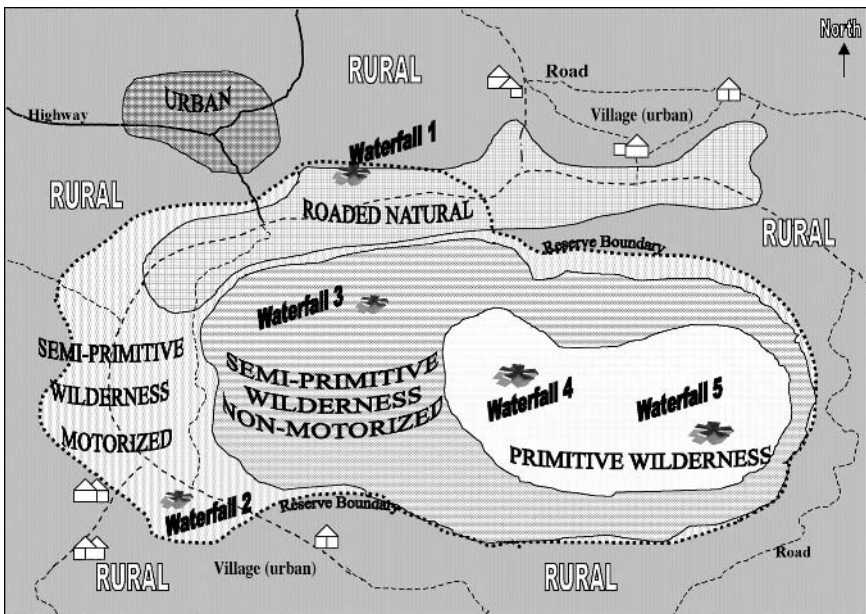 North
RURAL
Road
URBAN
Highway
Village (urban)
Waterfall 1
RURAL
ROADED NATURAL
RURAL
Reserve Boundary
Waterfall 3
SEMI-PRIMITIVE
WILDERNESS
MOTORIZED
SEMI-PRIMITIVE
WILDERNESS
NON-MOTORIZED
Waterfall 4
Waterfall 5
PRIMITIVE WILDERNESS
Waterfall 2
Reserve Boundary
Road
RURAL
Village (urban)
RURAL